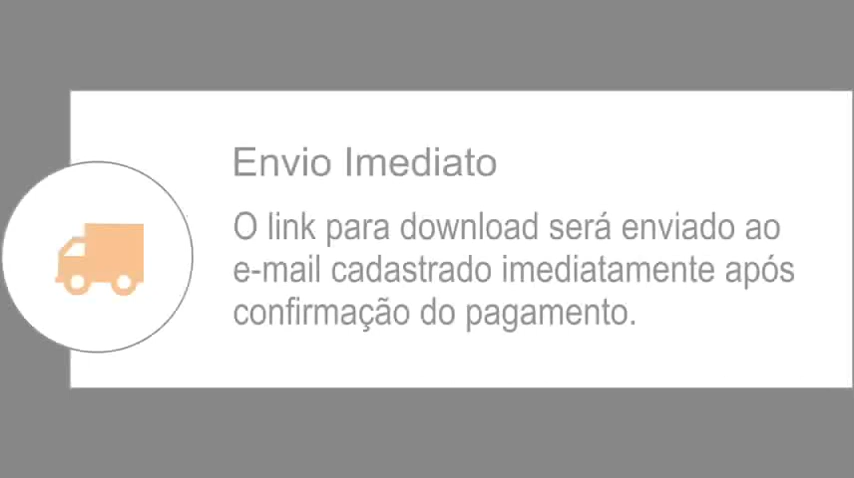 Envio Imediato
O link para download será enviado ao
e-mail cadastrado imediatamente após
confirmação do pagamento.